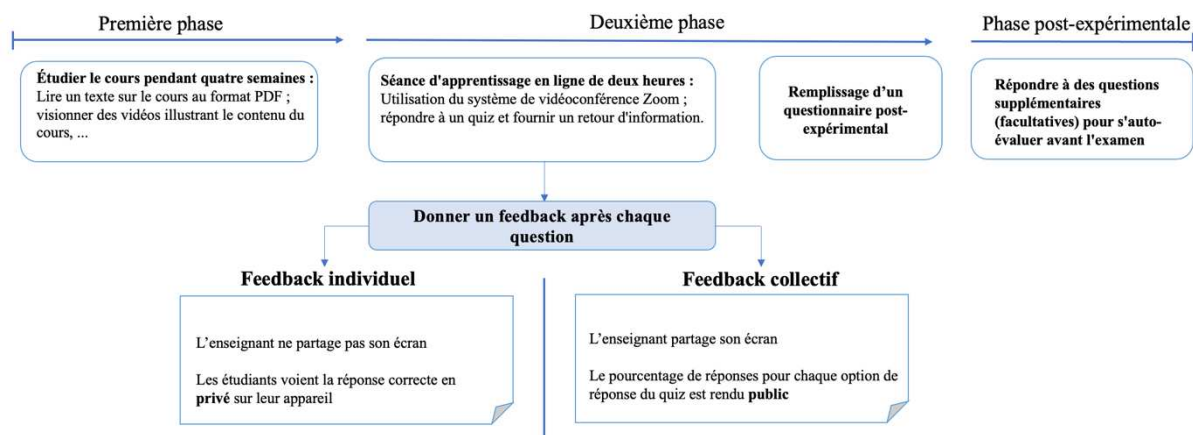 Première phase
Deuxième phase
Phase post-expérimentale
Étudier le cours pendant quatre semaines :
Lire un texte sur le cours au format PDF ;
visionner des vidéos illustrant le contenu du
cours, ...
Séance d'apprentissage en ligne de deux heures :
Utilisation du système de vidéoconférence Zoom ;
répondre à un quiz et fournir un retour d'information.
Remplissage d'un
questionnaire post-
expérimental
Répondre à des questions
supplémentaires
(facultatives) pour s'auto-
évaluer avant l'examen
Donner un feedback après chaque
question
Feedback individuel
L'enseignant ne partage pas son écran
Les étudiants voient la réponse correcte en
privé sur leur appareil
Feedback collectif
L'enseignant partage son écran
Le pourcentage de réponses pour chaque option de
réponse du quiz est rendu public